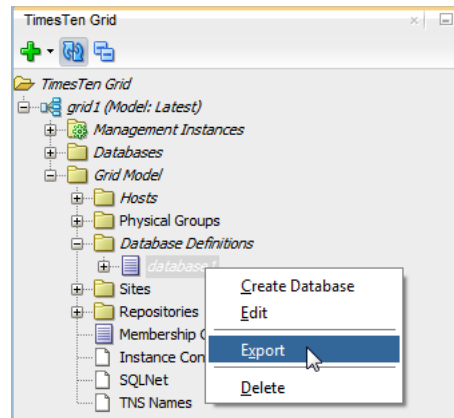 TimesTen Grid
TimesTen Grid
grid1 (Model: Latest)
Management Instances
Databases
Grid Model
Hosts
Physical Groups
Database Definitions
database1
Sites
Repositories
Membership
Instance Con
SQLNet
TNS Names
Create Database
Edit
Export
Delete